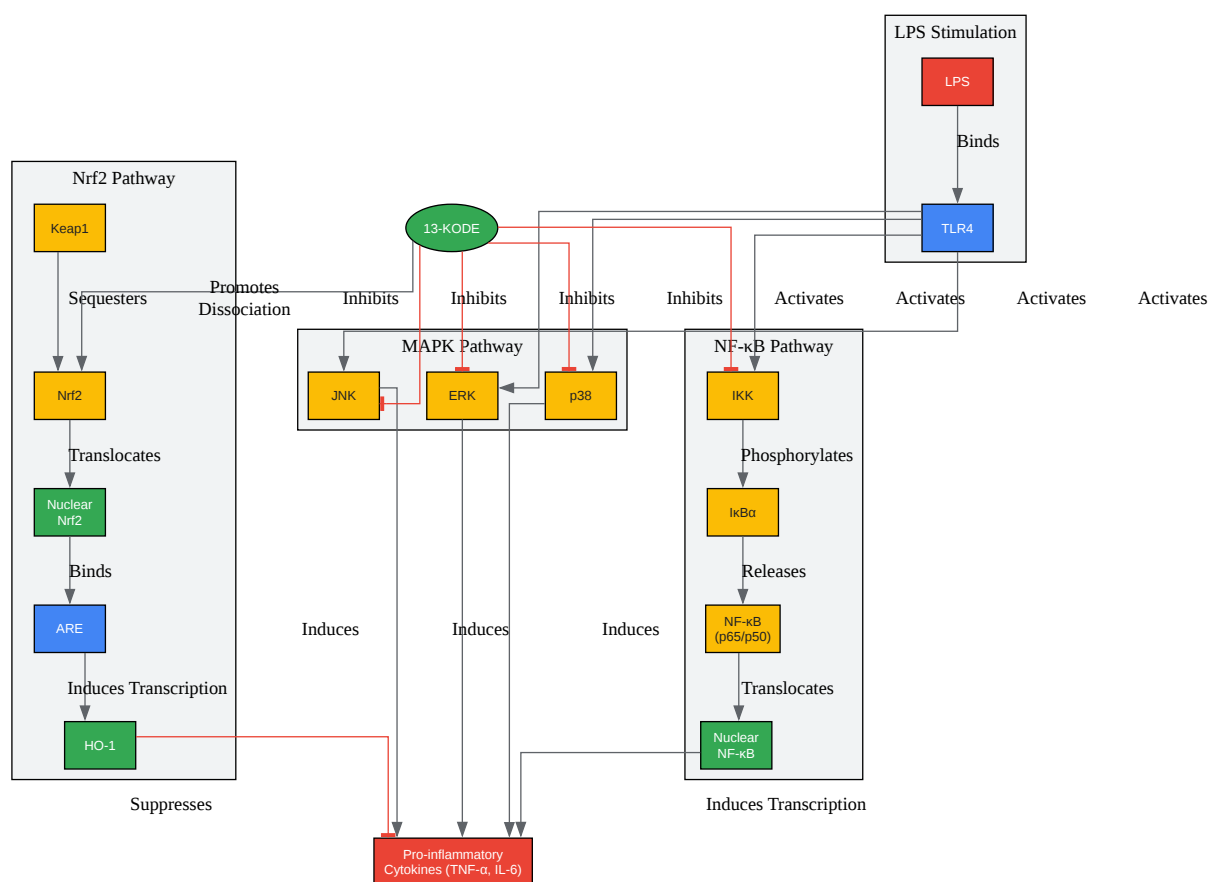 LPS Stimulation
LPS
Binds
Nrf2 Pathway
Keap1
13-KODE
TLR4
Sequesters
Promotes
Dissociation
Inhibits
Inhibits
Inhibits
Inhibits
Activates
Activates
Activates
Activates
MAPK Pathway
NF-κB Pathway
Nrf2
JNK
ERK
p38
IKK
Translocates
Phosphorylates
Nuclear
Nrf2
IκBα
Binds
Releases
ARE
Induces
Induces
Induces
NF-κB
(p65/p50)
Induces Transcription
Translocates
HO-1
Nuclear
NF-κB
Suppresses
Induces Transcription
Pro-inflammatory
Cytokines (TNF-α, IL-6)